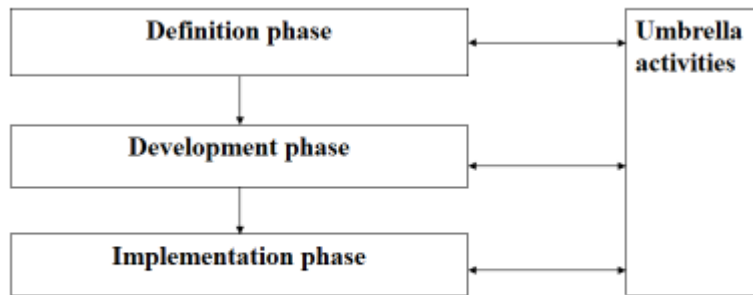 Definition phase
Umbrella
activities
Development phase
Implementation phase